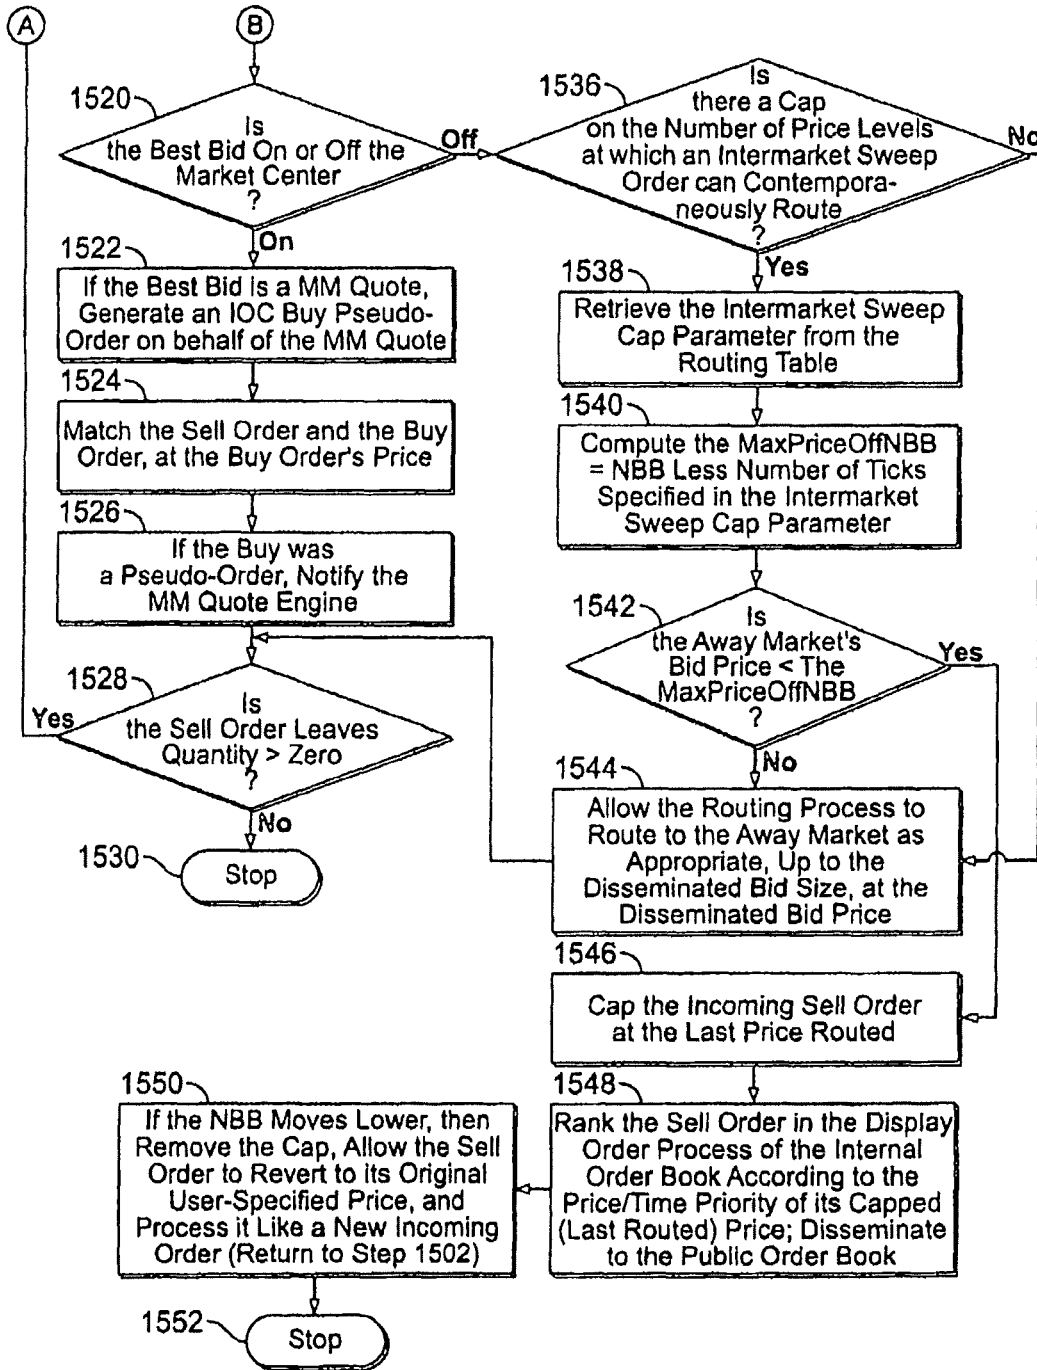 A
B
1520
Is
the Best Bid On or Off the
Market Center
?
Off
On
1522
If the Best Bid is a MM Quote,
Generate an IOC Buy Pseudo-
Order on behalf of the MM Quote
1524
Match the Sell Order and the Buy
Order, at the Buy Order's Price
1526
If the Buy was
a Pseudo-Order, Notify the
MM Quote Engine
1528
Is
the Sell Order Leaves
Quantity > Zero
?
Yes
No
1530
Stop
1536
Is
there a Cap
on the Number of Price Levels
at which an Intermarket Sweep
Order can Contempora-
neously Route
?
No
Yes
1538
Retrieve the Intermarket Sweep
Cap Parameter from the
Routing Table
1540
Compute the MaxPriceOffNBB
= NBB Less Number of Ticks
Specified in the Intermarket
Sweep Cap Parameter
1542
Is
the Away Market's
Bid Price < The
MaxPriceOffNBB
?
Yes
No
1544
Allow the Routing Process to
Route to the Away Market as
Appropriate, Up to the
Disseminated Bid Size, at the
Disseminated Bid Price
1546
Cap the Incoming Sell Order
at the Last Price Routed
1548
Rank the Sell Order in the Display
Order Process of the Internal
Order Book According to the
Price/Time Priority of its Capped
(Last Routed) Price; Disseminate
to the Public Order Book
1550
If the NBB Moves Lower, then
Remove the Cap, Allow the Sell
Order to Revert to its Original
User-Specified Price, and
Process it Like a New Incoming
Order (Return to Step 1502)
1552
Stop